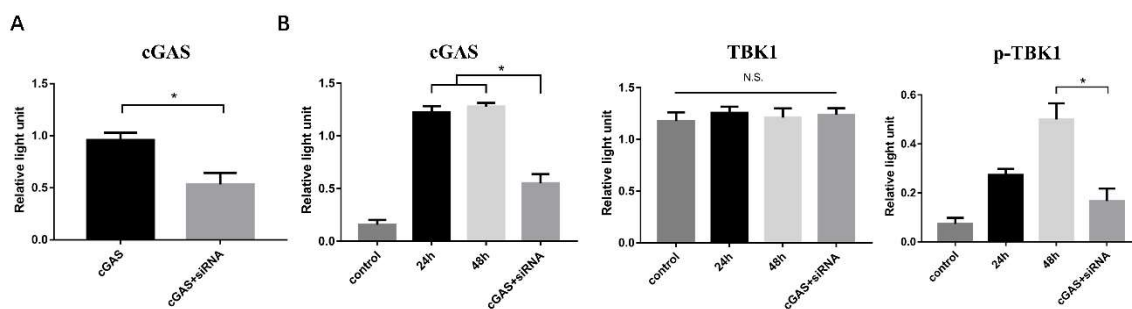 A
cGAS
Relative light unit
1.5
1.0
0.5
0.0
*
cGAS
cGAS+siRNA
B
cGAS
Relative light unit
1.5
1.0
0.5
0.0
*
control
24h
48h
cGAS+siRNA
TBK1
Relative light unit
1.5
1.0
0.5
0.0
N.S.
control
24h
48h
cGAS+siRNA
p-TBK1
Relative light unit
0.6
0.4
0.2
0.0
*
control
24h
48h
cGAS+siRNA